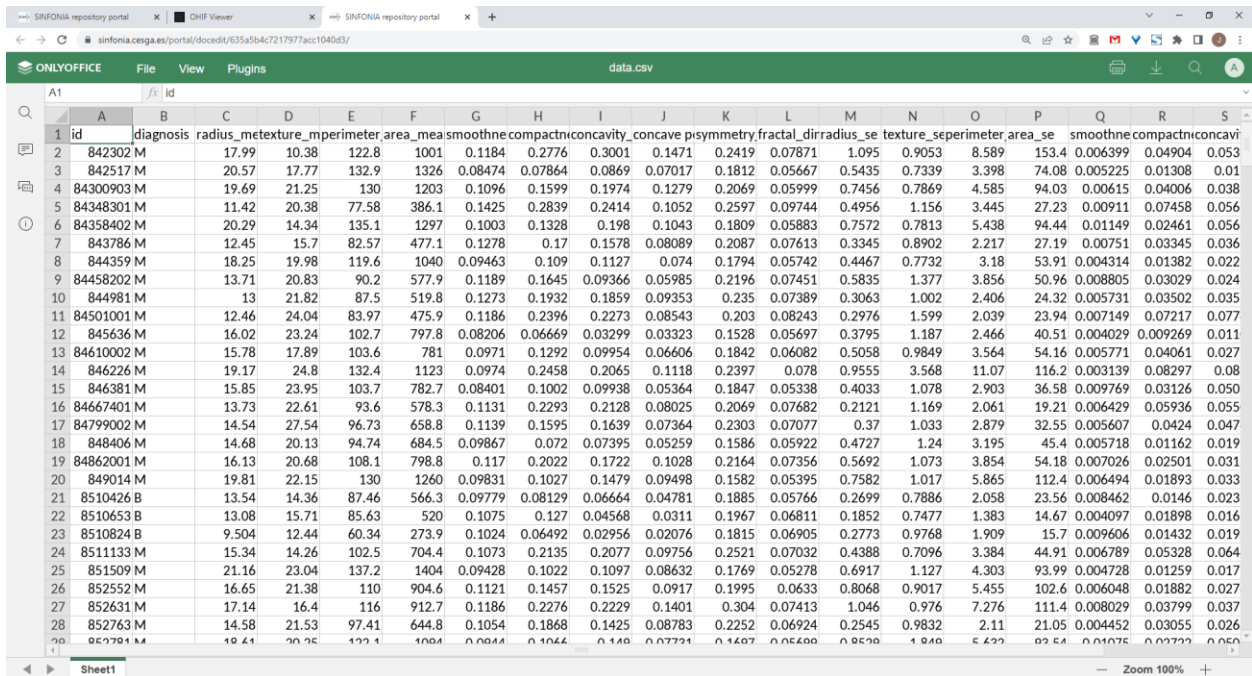 SINFONIA repository portal × OHIF Viewer × SINFONIA repository portal × +
sinfonia.cesga.es/portal/docedit/635a5b4c7217977acc1040d3/
ONLYOFFICE File View Plugins data.csv A
A1 fx id
A B C D E F G H I J K L M N O P Q R S
1 id diagnosis radius_me texture_m perimeter_ area_mea smoothne compactne concavity_ concave p symmetry_ fractal_dir radius_se texture_se perimeter_ area_se smoothne compactne concavi
2 842302 M 17.99 10.38 122.8 1001 0.1184 0.2776 0.3001 0.1471 0.2419 0.07871 1.095 0.9053 8.589 153.4 0.006399 0.04904 0.053
3 842517 M 20.57 17.77 132.9 1326 0.08474 0.07864 0.0869 0.07017 0.1812 0.05667 0.5435 0.7339 3.398 74.08 0.005225 0.01308 0.01
4 84300903 M 19.69 21.25 130 1203 0.1096 0.1599 0.1974 0.1279 0.2069 0.05999 0.7456 0.7869 4.585 94.03 0.00615 0.04006 0.038
5 84348301 M 11.42 20.38 77.58 386.1 0.1425 0.2839 0.2414 0.1052 0.2597 0.09744 0.4956 1.156 3.445 27.23 0.00911 0.07458 0.056
6 84358402 M 20.29 14.34 135.1 1297 0.1003 0.1328 0.198 0.1043 0.1809 0.05883 0.7572 0.7813 5.438 94.44 0.01149 0.02461 0.056
7 843786 M 12.45 15.7 82.57 477.1 0.1278 0.17 0.1578 0.08089 0.2087 0.07613 0.3345 0.8902 2.217 27.19 0.00751 0.03345 0.036
8 844359 M 18.25 19.98 119.6 1040 0.09463 0.109 0.1127 0.074 0.1794 0.05742 0.4467 0.7732 3.18 53.91 0.004314 0.01382 0.022
9 84458202 M 13.71 20.83 90.2 577.9 0.1189 0.1645 0.09366 0.05985 0.2196 0.07451 0.5835 1.377 3.856 50.96 0.008805 0.03029 0.024
10 844981 M 13 21.82 87.5 519.8 0.1273 0.1932 0.1859 0.09353 0.235 0.07389 0.3063 1.002 2.406 24.32 0.005731 0.03502 0.035
11 84501001 M 12.46 24.04 83.97 475.9 0.1186 0.2396 0.2273 0.08543 0.203 0.08243 0.2976 1.599 2.039 23.94 0.007149 0.07217 0.077
12 845636 M 16.02 23.24 102.7 797.8 0.08206 0.06669 0.03299 0.03323 0.1528 0.05697 0.3795 1.187 2.466 40.51 0.004029 0.009269 0.011
13 84610002 M 15.78 17.89 103.6 781 0.0971 0.1292 0.09954 0.06606 0.1842 0.06082 0.5058 0.9849 3.564 54.16 0.005771 0.04061 0.027
14 846226 M 19.17 24.8 132.4 1123 0.0974 0.2458 0.2065 0.1118 0.2397 0.078 0.9555 3.568 11.07 116.2 0.003139 0.08297 0.08
15 846381 M 15.85 23.95 103.7 782.7 0.08401 0.1002 0.09938 0.05364 0.1847 0.05338 0.4033 1.078 2.903 36.58 0.009769 0.03126 0.050
16 84667401 M 13.73 22.61 93.6 578.3 0.1131 0.2293 0.2128 0.08025 0.2069 0.07682 0.2121 1.169 2.061 19.21 0.006429 0.05936 0.055
17 84799002 M 14.54 27.54 96.73 658.8 0.1139 0.1595 0.1639 0.07364 0.2303 0.07077 0.37 1.033 2.879 32.55 0.005607 0.0424 0.047
18 848406 M 14.68 20.13 94.74 684.5 0.09867 0.072 0.07395 0.05259 0.1586 0.05922 0.4727 1.24 3.195 45.4 0.005718 0.01162 0.019
19 84862001 M 16.13 20.68 108.1 798.8 0.117 0.2022 0.1722 0.1028 0.2164 0.07356 0.5692 1.073 3.854 54.18 0.007026 0.02501 0.031
20 849014 M 19.81 22.15 130 1260 0.09831 0.1027 0.1479 0.09498 0.1582 0.05395 0.7582 1.017 5.865 112.4 0.006494 0.01893 0.033
21 8510426 B 13.54 14.36 87.46 566.3 0.09779 0.08129 0.06664 0.04781 0.1885 0.05766 0.2699 0.7886 2.058 23.56 0.008462 0.0146 0.023
22 8510653 B 13.08 15.71 85.63 520 0.1075 0.127 0.04568 0.0311 0.1967 0.06811 0.1852 0.7477 1.383 14.67 0.004097 0.01898 0.016
23 8510824 B 9.504 12.44 60.34 273.9 0.1024 0.06492 0.02956 0.02076 0.1815 0.06905 0.2773 0.9768 1.909 15.7 0.009606 0.01432 0.019
24 8511133 M 15.34 14.26 102.5 704.4 0.1073 0.2135 0.2077 0.09756 0.2521 0.07032 0.4388 0.7096 3.384 44.91 0.006789 0.05328 0.064
25 851509 M 21.16 23.04 137.2 1404 0.09428 0.1022 0.1097 0.08632 0.1769 0.05278 0.6917 1.127 4.303 93.99 0.004728 0.01259 0.017
26 852552 M 16.65 21.38 110 904.6 0.1121 0.1457 0.1525 0.0917 0.1995 0.0633 0.8068 0.9017 5.455 102.6 0.006048 0.01882 0.027
27 852631 M 17.14 16.4 116 912.7 0.1186 0.2276 0.2229 0.1401 0.304 0.07413 1.046 0.976 7.276 111.4 0.008029 0.03799 0.037
28 852763 M 14.58 21.53 97.41 644.8 0.1054 0.1868 0.1425 0.08783 0.2252 0.06924 0.2545 0.9832 2.11 21.05 0.004452 0.03055 0.026
29 852781 M 18.61 20.25 122.1 1094 0.0944 0.1066 0.149 0.07731 0.1697 0.05699 0.8529 1.849 5.632 93.54 0.01075 0.02722 0.050
Sheet1 Zoom 100%